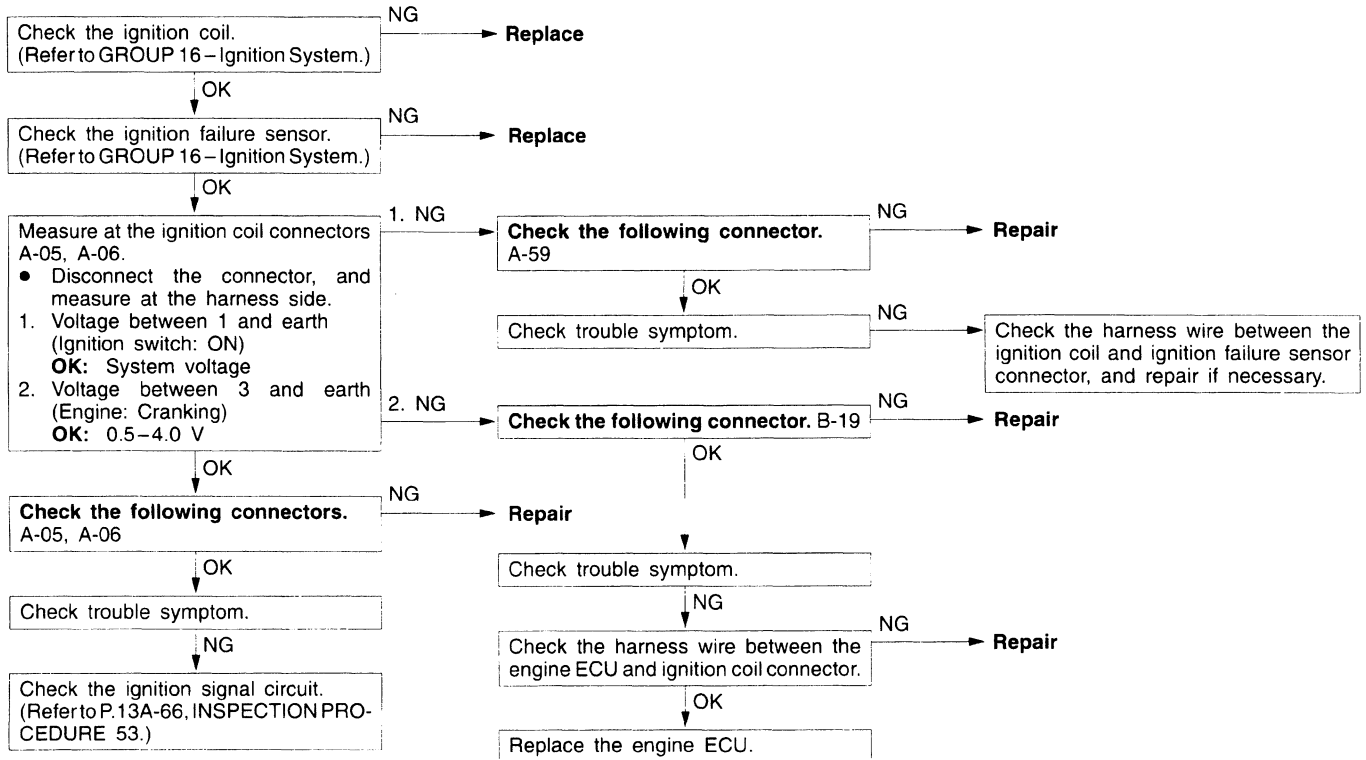 Check the ignition coil.
(Refer to GROUP 16 – Ignition System.)
NG
Replace
OK
Check the ignition failure sensor.
(Refer to GROUP 16 – Ignition System.)
NG
Replace
OK
Measure at the ignition coil connectors
A-05, A-06.
● Disconnect the connector, and
measure at the harness side.
1. Voltage between 1 and earth
(Ignition switch: ON)
OK: System voltage
2. Voltage between 3 and earth
(Engine: Cranking)
OK: 0.5–4.0 V
1. NG
Check the following connector.
A-59
NG
Repair
OK
Check trouble symptom.
NG
Check the harness wire between the
ignition coil and ignition failure sensor
connector, and repair if necessary.
2. NG
Check the following connector. B-19
NG
Repair
OK
Check trouble symptom.
NG
Check the harness wire between the
engine ECU and ignition coil connector.
NG
Repair
OK
Replace the engine ECU.
OK
Check the following connectors.
A-05, A-06
NG
Repair
OK
Check trouble symptom.
NG
Check the ignition signal circuit.
(Refer to P.13A-66, INSPECTION PRO-
CEDURE 53.)